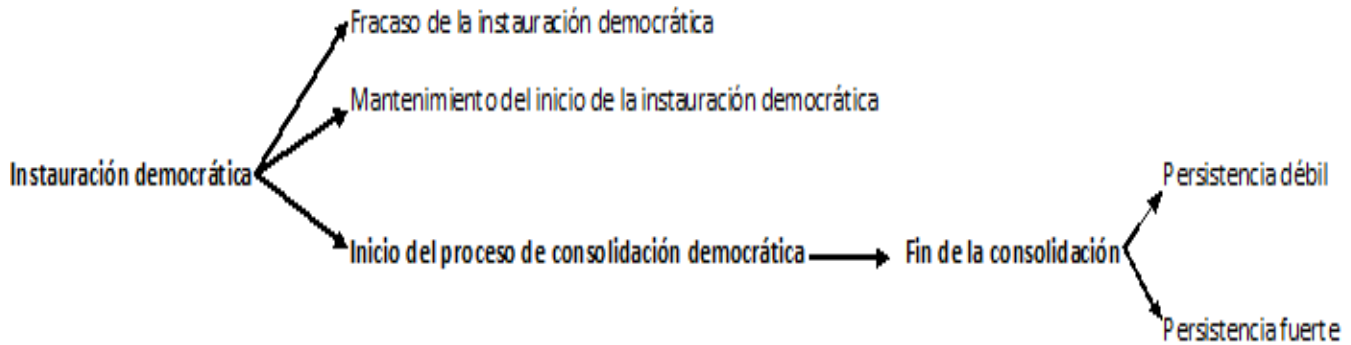 Fracaso de la instauración democrática
Mantenimiento del inicio de la instauración democrática
Instauración democrática
Persistencia débil
Inicio del proceso de consolidación democrática
Fin de la consolidación
Persistencia fuerte